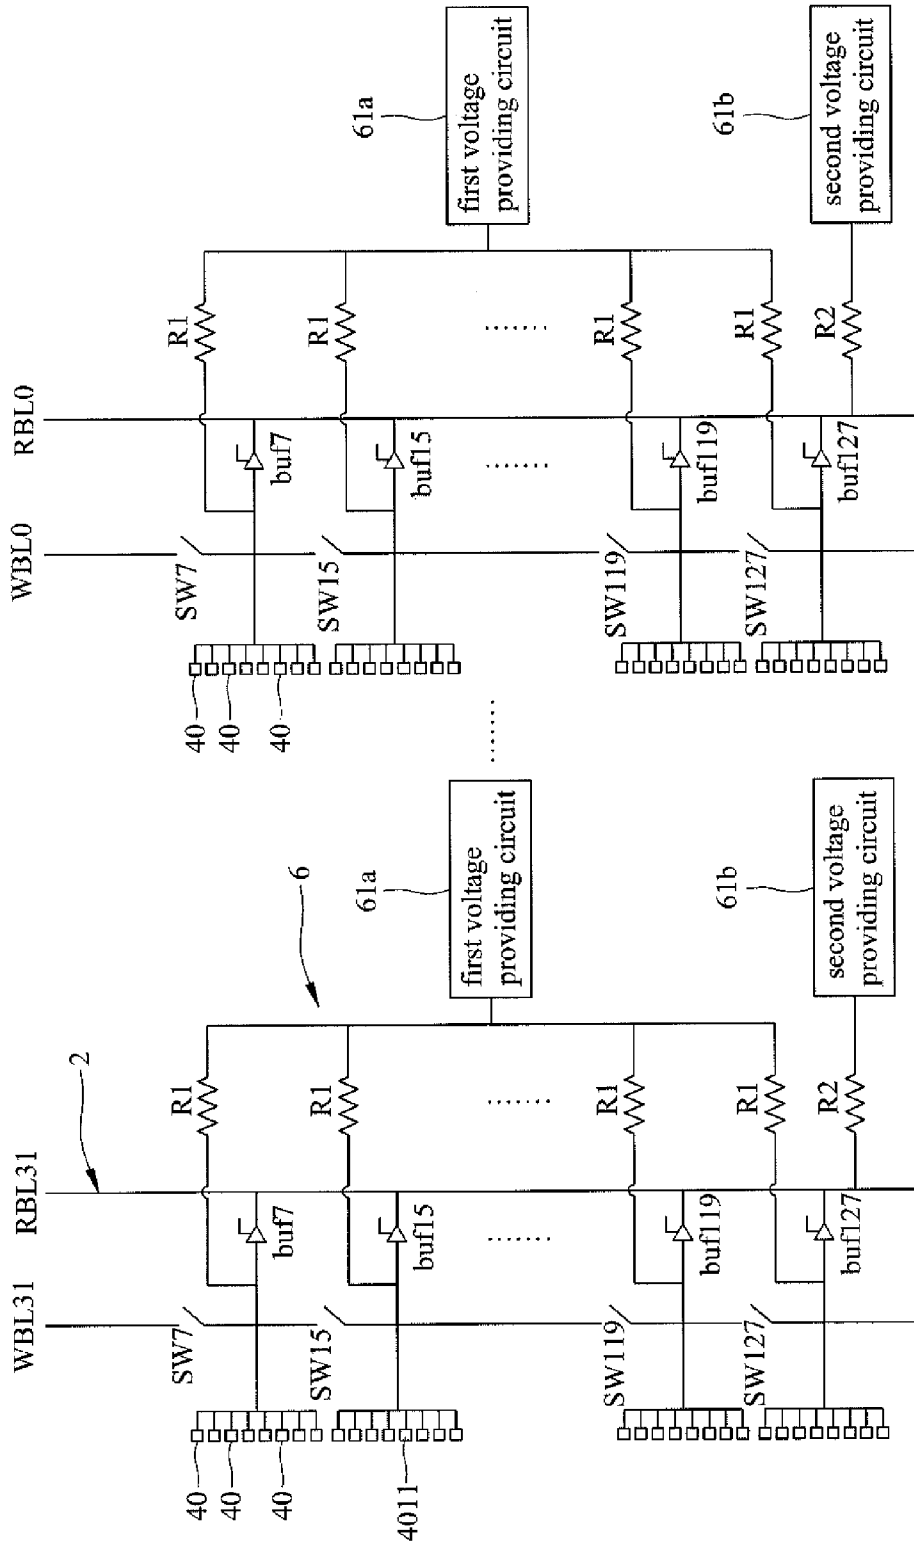 WBL31
RBL31
2
6
SW7
buf7
R1
SW15
buf15
R1
SW119
buf119
R1
SW127
buf127
R1
R2
40
40
40
4011
61a
first voltage
providing circuit
61b
second voltage
providing circuit
.......
.......
.......
WBL0
RBL0
SW7
buf7
R1
SW15
buf15
R1
SW119
buf119
R1
SW127
buf127
R1
R2
40
40
40
61a
first voltage
providing circuit
61b
second voltage
providing circuit
.......
.......